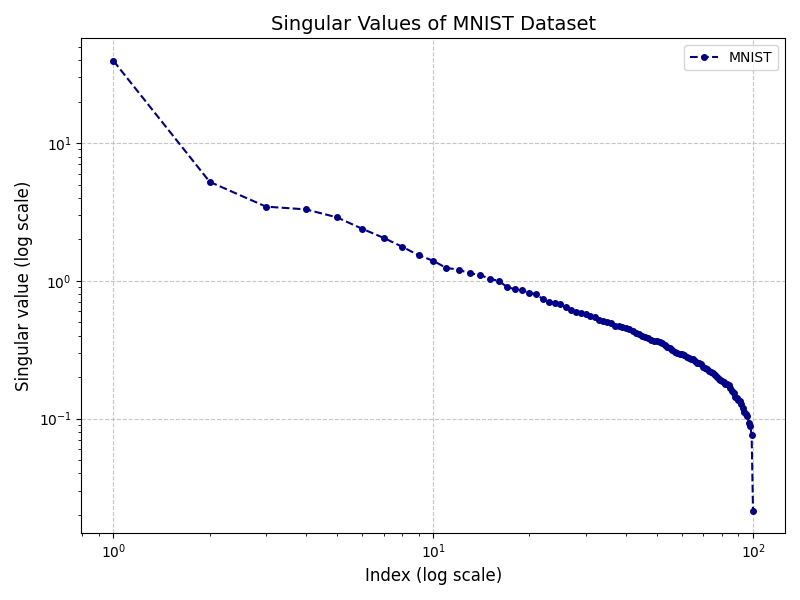 Singular Values of MNIST Dataset
MNIST
Singular value (log scale)
10¹
10⁰
10⁻¹
10⁰
10¹
10²
Index (log scale)